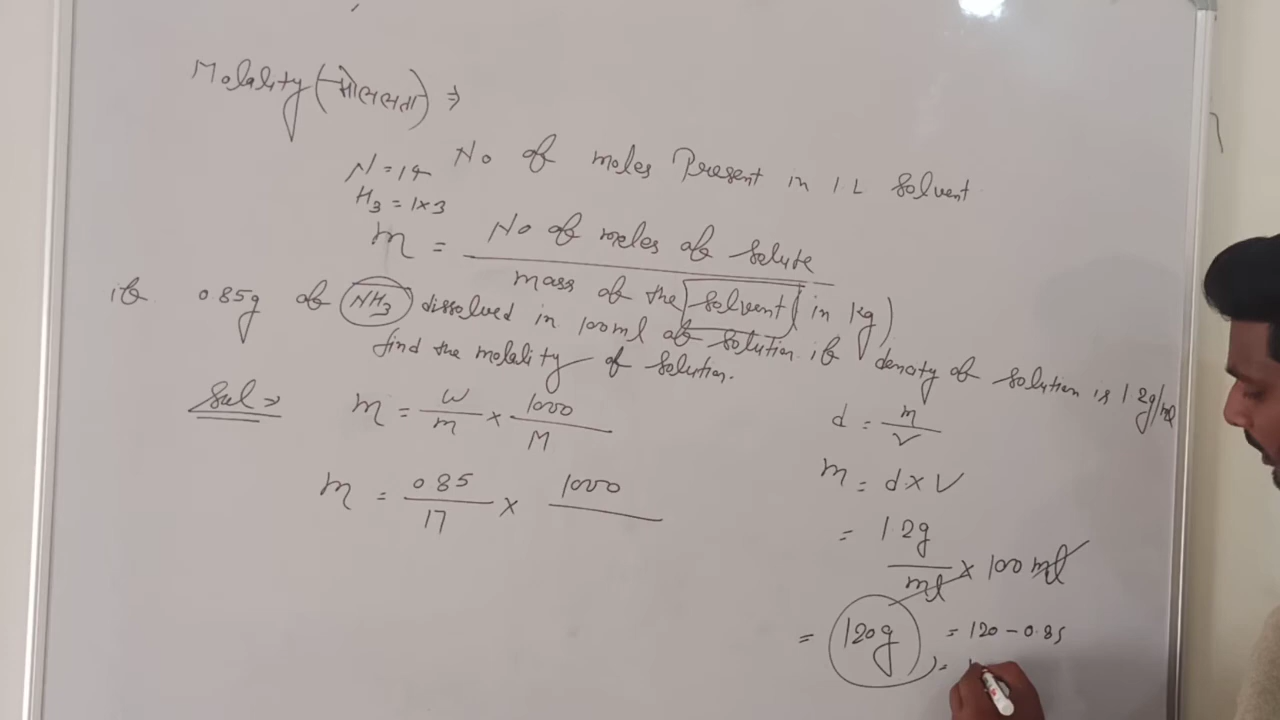 Molality (मोललता) ⇒
No of moles Present in 1 L Solvent
N = 14
H3 = 1×3
m = No of moles of solute / mass of the solvent (in kg)
if 0.85g of NH3 dissolved in 100ml of solution if density of solution is 1.2g/ml
find the molality of solution.
Sol ⇒ m = w/m × 1000/M
m = 0.85/17 × 1000
d = m/v
m = d×V
= 1.2g/ml × 100 ml
= 120g = 120 - 0.85
=